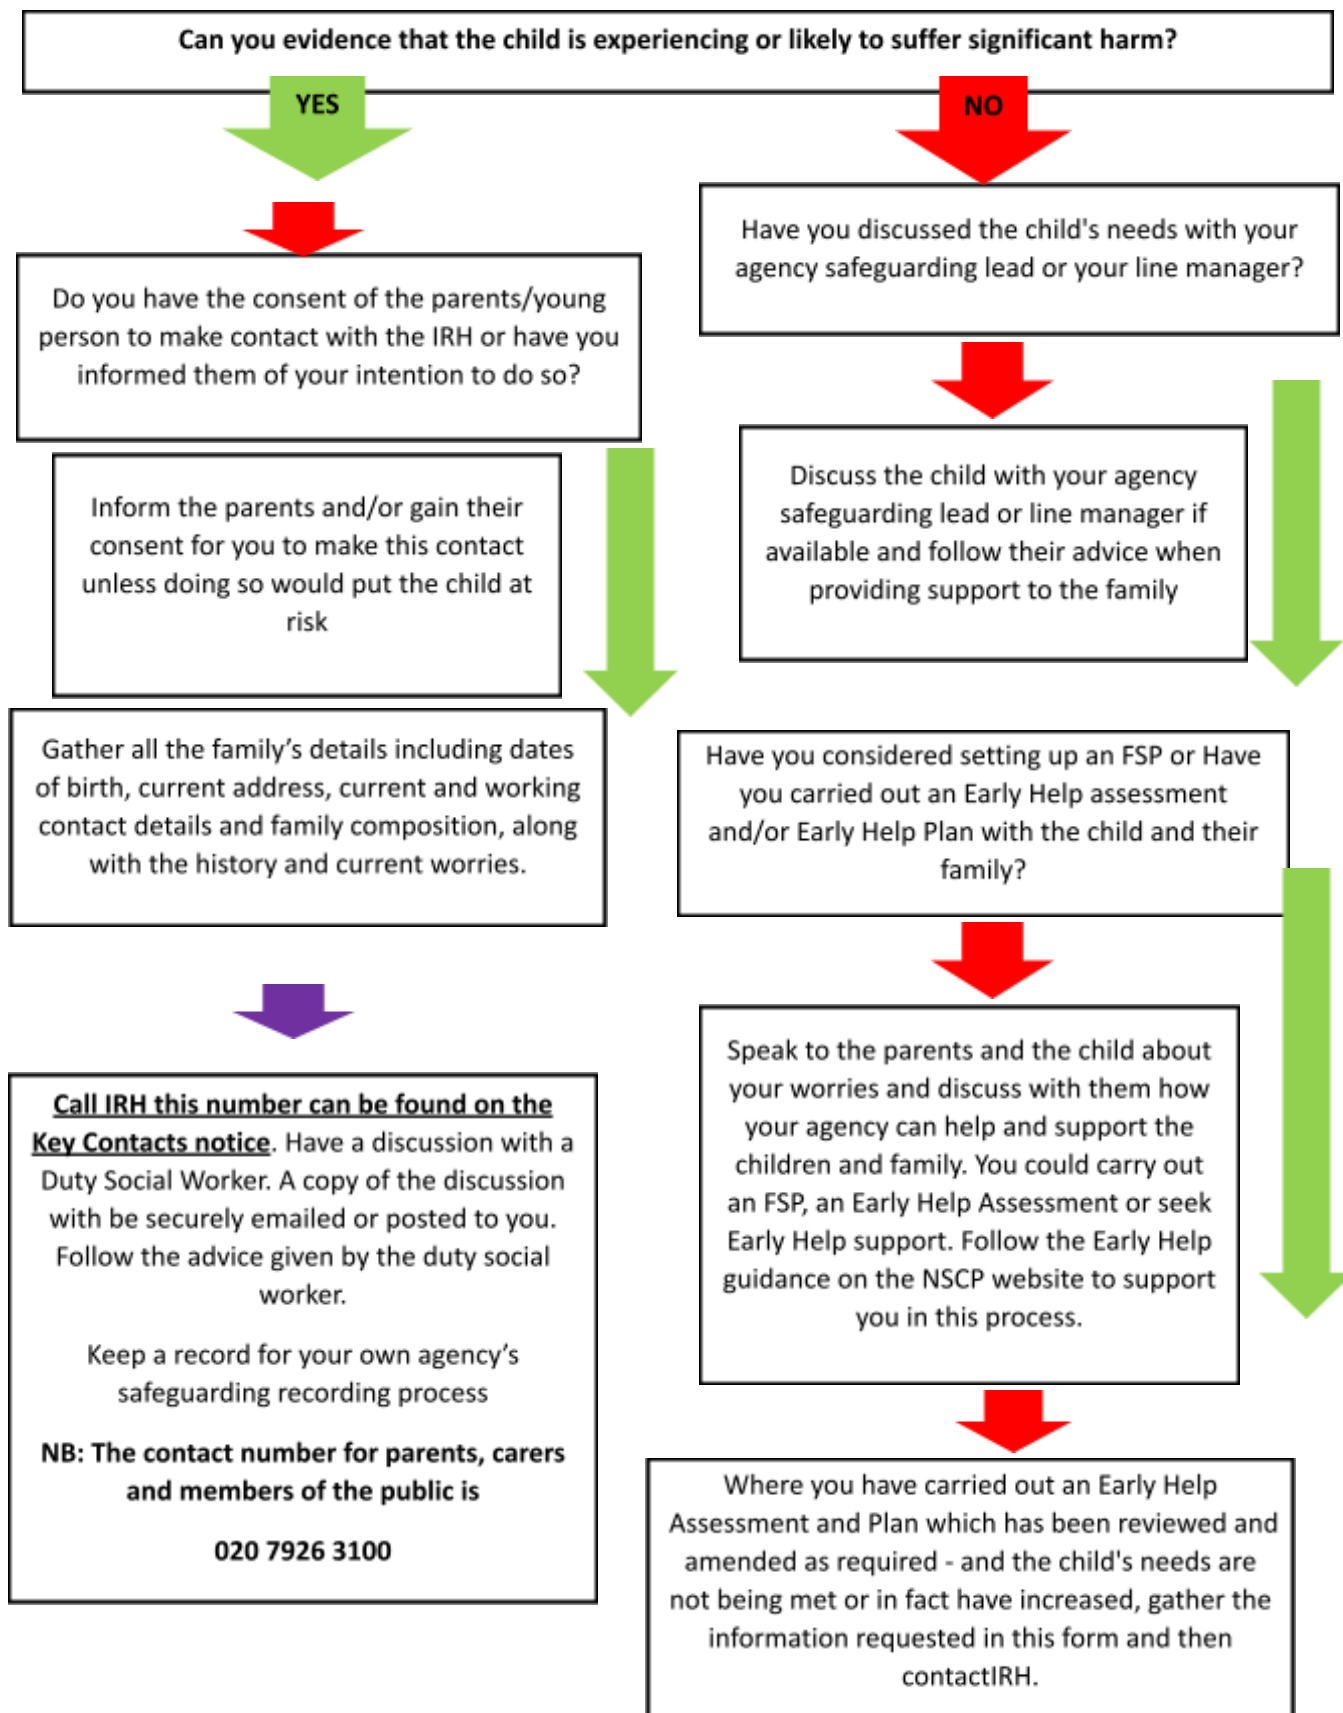 Can you evidence that the child is experiencing or likely to suffer significant harm?
YES
NO
Do you have the consent of the parents/young
person to make contact with the IRH or have you
informed them of your intention to do so?
Inform the parents and/or gain their
consent for you to make this contact
unless doing so would put the child at
risk
Gather all the family's details including dates
of birth, current address, current and working
contact details and family composition, along
with the history and current worries.
Call IRH this number can be found on the
Key Contacts notice. Have a discussion with a
Duty Social Worker. A copy of the discussion
with be securely emailed or posted to you.
Follow the advice given by the duty social
worker.
Keep a record for your own agency's
safeguarding recording process
NB: The contact number for parents, carers
and members of the public is
020 7926 3100
Have you discussed the child's needs with your
agency safeguarding lead or your line manager?
Discuss the child with your agency
safeguarding lead or line manager if
available and follow their advice when
providing support to the family
Have you considered setting up an FSP or Have
you carried out an Early Help assessment
and/or Early Help Plan with the child and their
family?
Speak to the parents and the child about
your worries and discuss with them how
your agency can help and support the
children and family. You could carry out
an FSP, an Early Help Assessment or seek
Early Help support. Follow the Early Help
guidance on the NSCP website to support
you in this process.
Where you have carried out an Early Help
Assessment and Plan which has been reviewed and
amended as required - and the child's needs are
not being met or in fact have increased, gather the
information requested in this form and then
contactIRH.